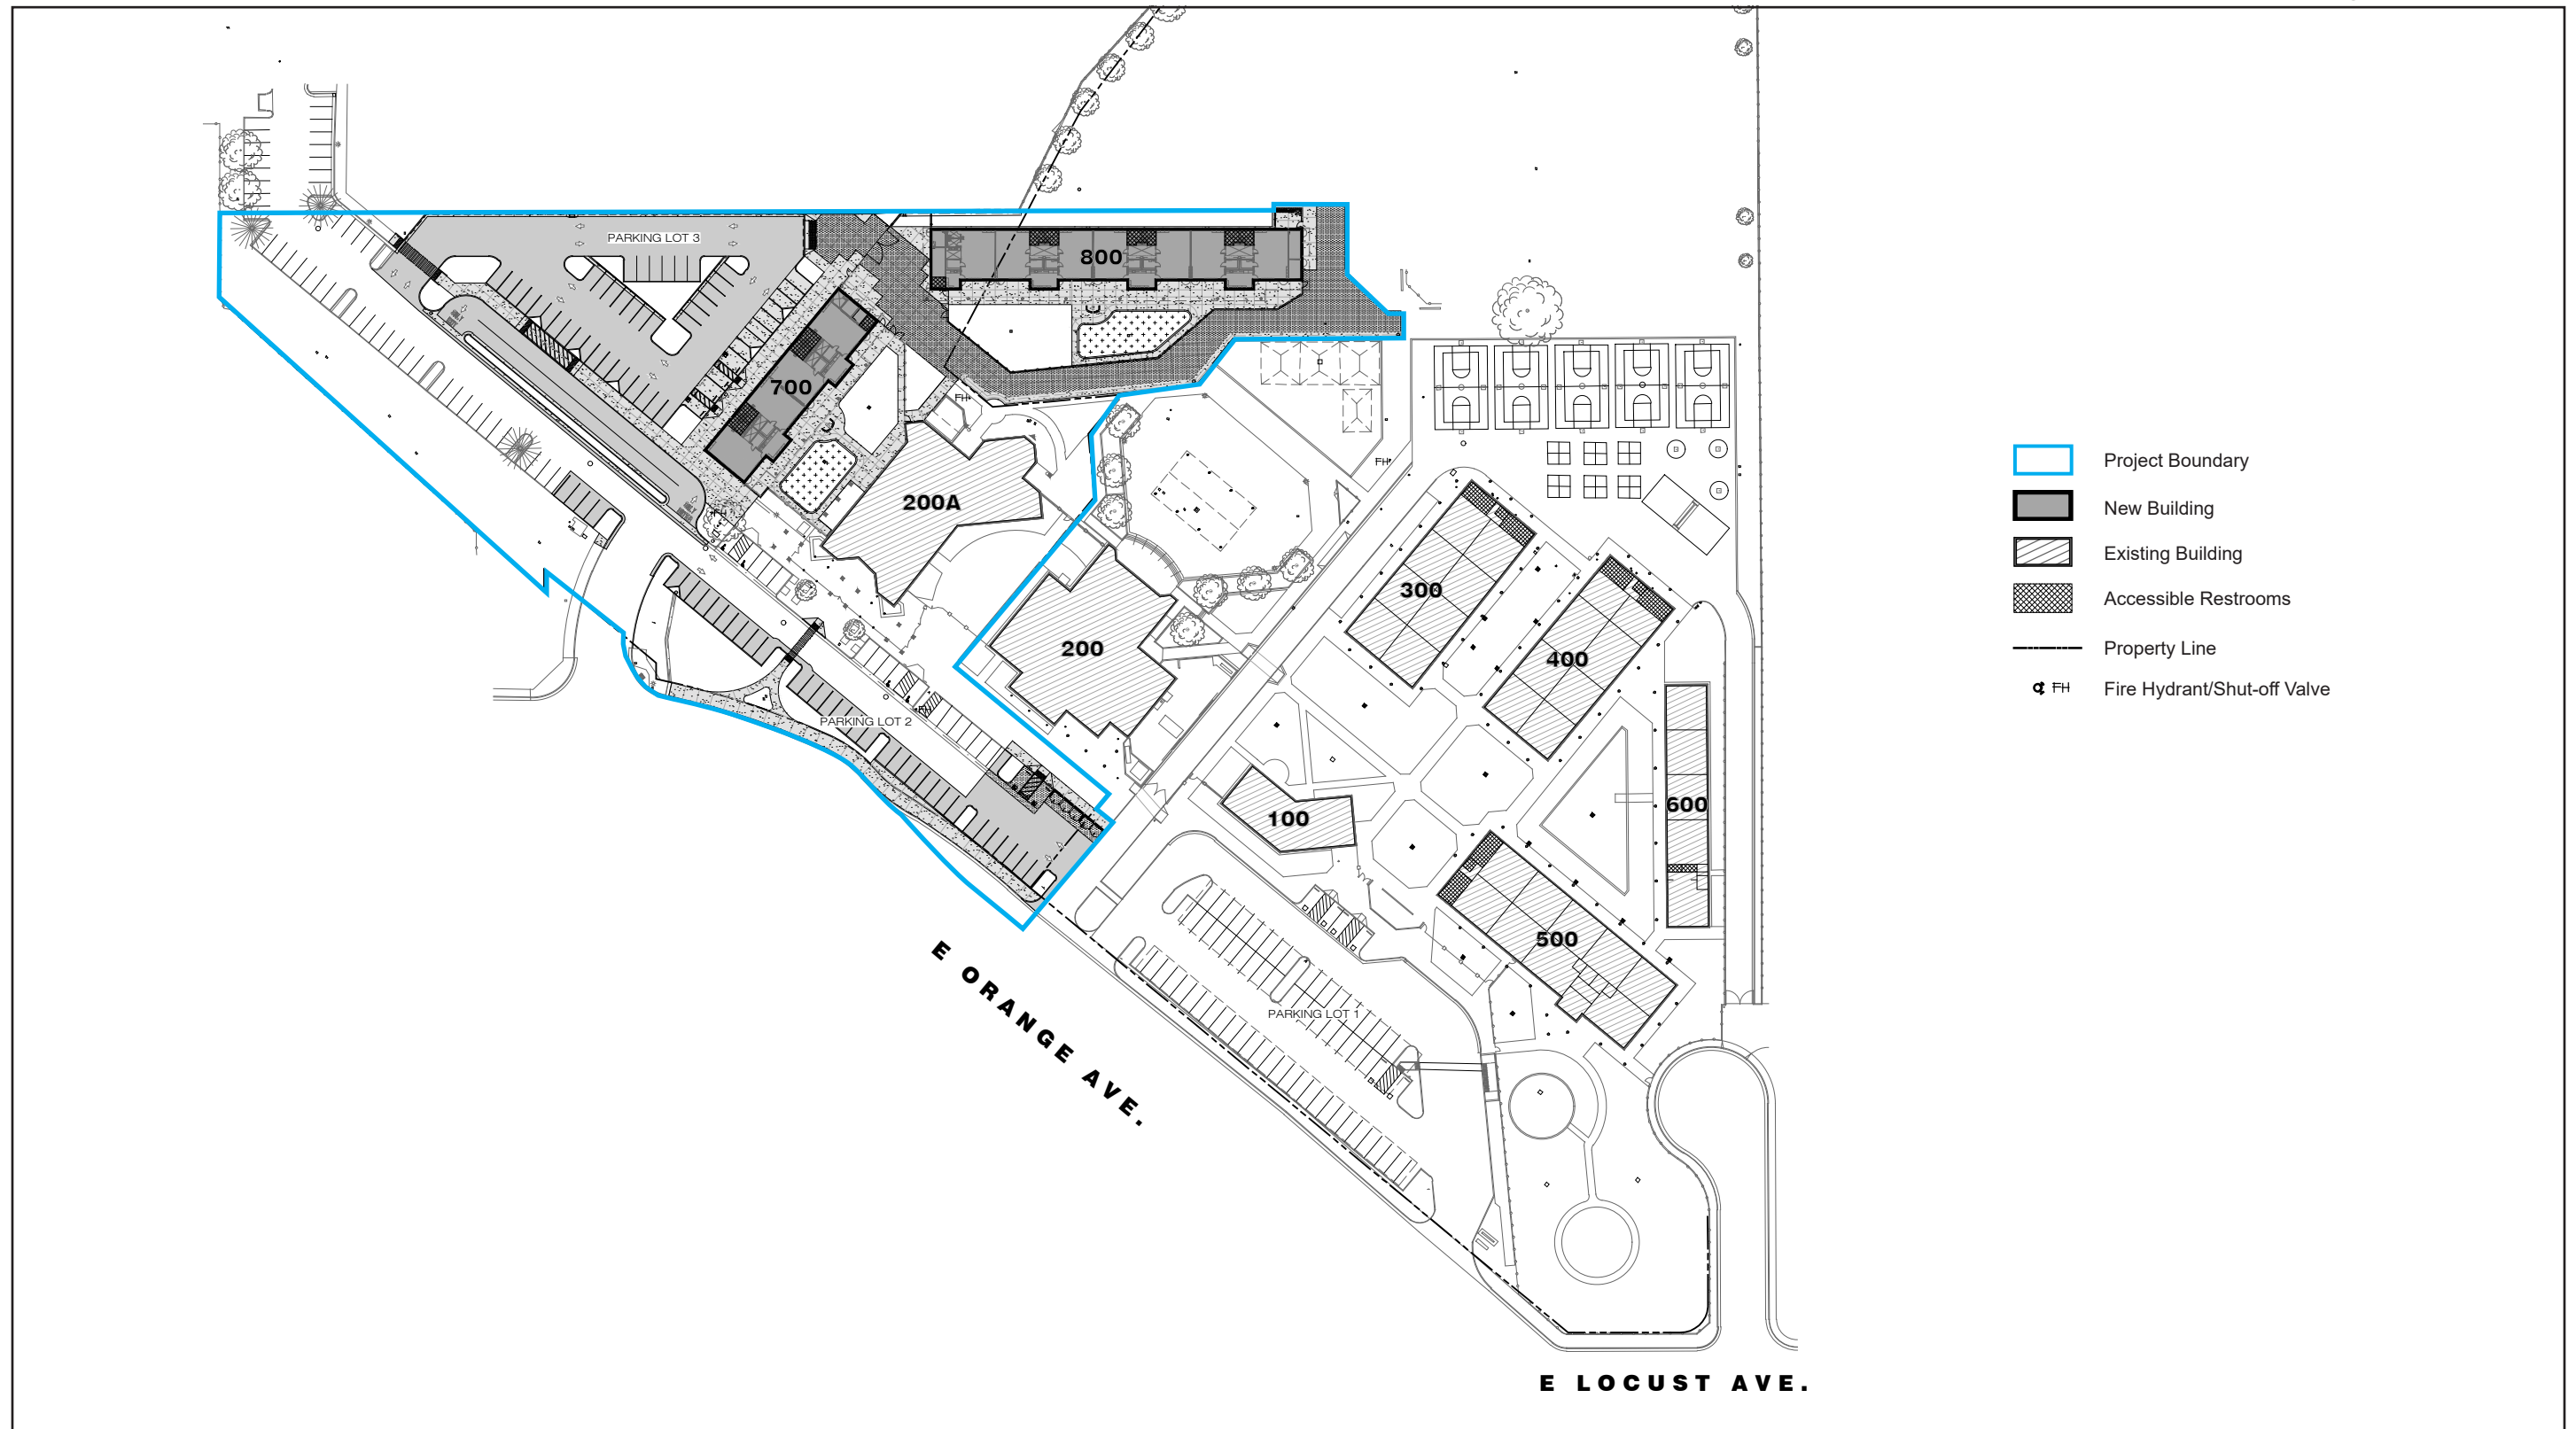 PARKING LOT 3
800
700
FH
200A
FH
300
400
200
PARKING LOT 2
FH
600
100
500
PARKING LOT 1
E ORANGE AVE.
E LOCUST AVE.
Project Boundary
New Building
Existing Building
Accessible Restrooms
Property Line
FH Fire Hydrant/Shut-off Valve